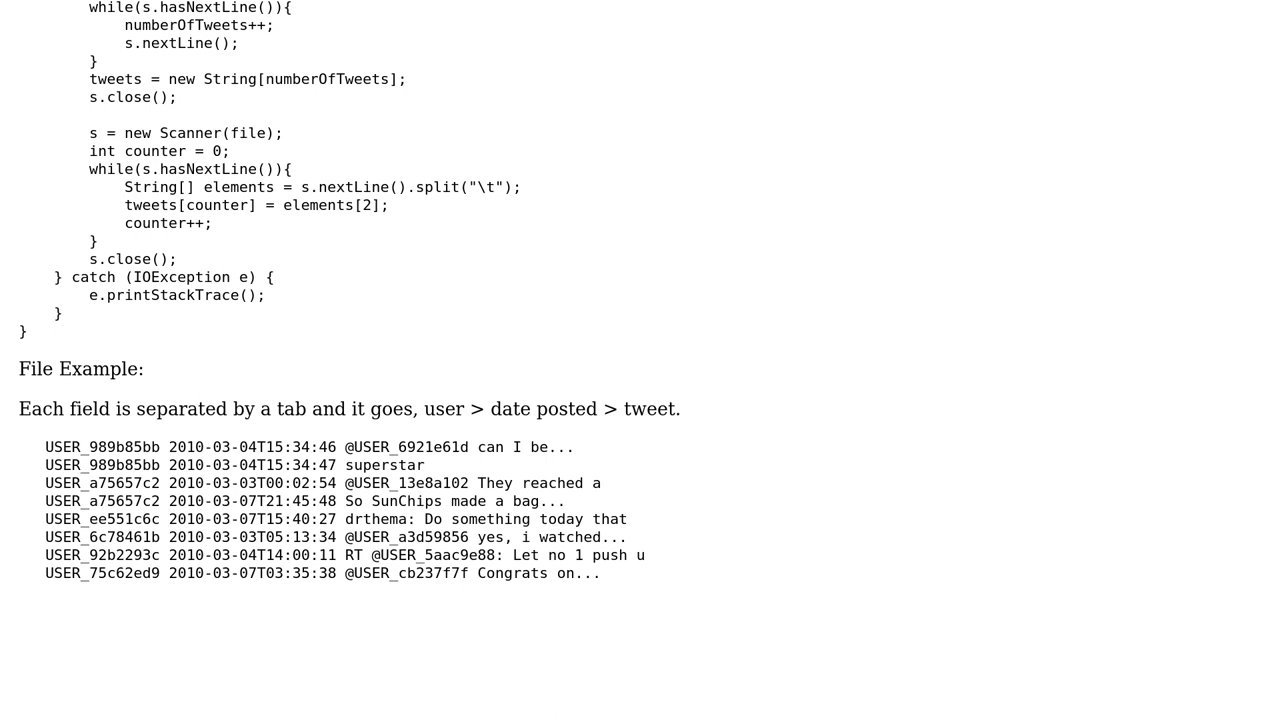 while(s.hasNextLine()){
            numberOfTweets++;
            s.nextLine();
        }
        tweets = new String[numberOfTweets];
        s.close();

        s = new Scanner(file);
        int counter = 0;
        while(s.hasNextLine()){
            String[] elements = s.nextLine().split("\t");
            tweets[counter] = elements[2];
            counter++;
        }
        s.close();
    } catch (IOException e) {
        e.printStackTrace();
    }
}
File Example:
Each field is separated by a tab and it goes, user > date posted > tweet.
   USER_989b85bb 2010-03-04T15:34:46 @USER_6921e61d can I be...
   USER_989b85bb 2010-03-04T15:34:47 superstar
   USER_a75657c2 2010-03-03T00:02:54 @USER_13e8a102 They reached a
   USER_a75657c2 2010-03-07T21:45:48 So SunChips made a bag...
   USER_ee551c6c 2010-03-07T15:40:27 drthema: Do something today that
   USER_6c78461b 2010-03-03T05:13:34 @USER_a3d59856 yes, i watched...
   USER_92b2293c 2010-03-04T14:00:11 RT @USER_5aac9e88: Let no 1 push u
   USER_75c62ed9 2010-03-07T03:35:38 @USER_cb237f7f Congrats on...